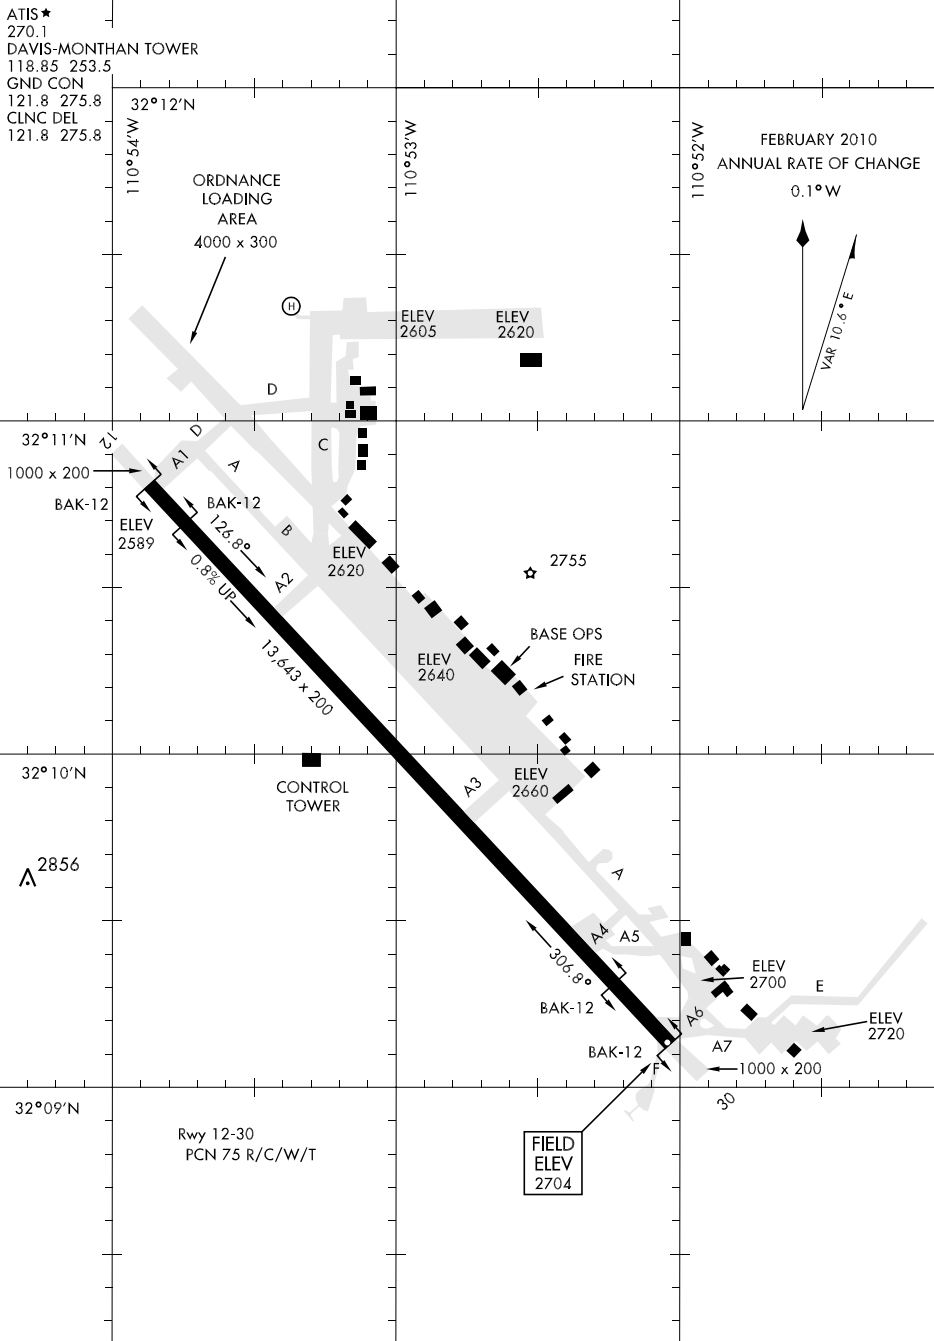 ATIS★
270.1
DAVIS-MONTHAN TOWER
118.85 253.5
GND CON
121.8 275.8
CLNC DEL
121.8 275.8
32°12'N
110°54'W
110°53'W
110°52'W
FEBRUARY 2010
ANNUAL RATE OF CHANGE
0.1°W
VAR 10.6°E
ORDNANCE
LOADING
AREA
4000 x 300
H
ELEV
2605
ELEV
2620
D
32°11'N
12
D
A1
A
C
1000 x 200
BAK-12
BAK-12
ELEV
2589
126.8°
B
ELEV
2620
0.8% UP
A2
2755
BASE OPS
ELEV
2640
FIRE
STATION
13,643 x 200
32°10'N
CONTROL
TOWER
A3
ELEV
2660
2856
A
A4
A5
306.8°
ELEV
2700
E
BAK-12
A6
ELEV
2720
BAK-12
A7
F
1000 x 200
32°09'N
30
Rwy 12-30
PCN 75 R/C/W/T
FIELD
ELEV
2704